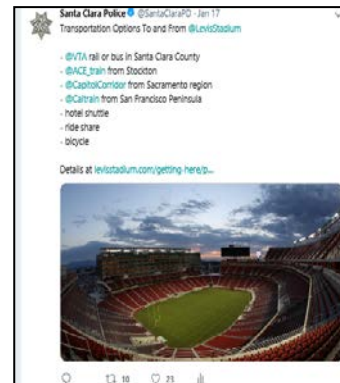 Santa Clara Police @SantaClaraPD · Jan 17
Transportation Options To and From @LevisStadium
- @VTA rail or bus in Santa Clara County
- @ACE_train from Stockton
- @CapitolCorridor from Sacramento region
- @Caltrain from San Francisco Peninsula
- hotel shuttle
- ride share
- bicycle
Details at levisstadium.com/getting-here/p...
10 23